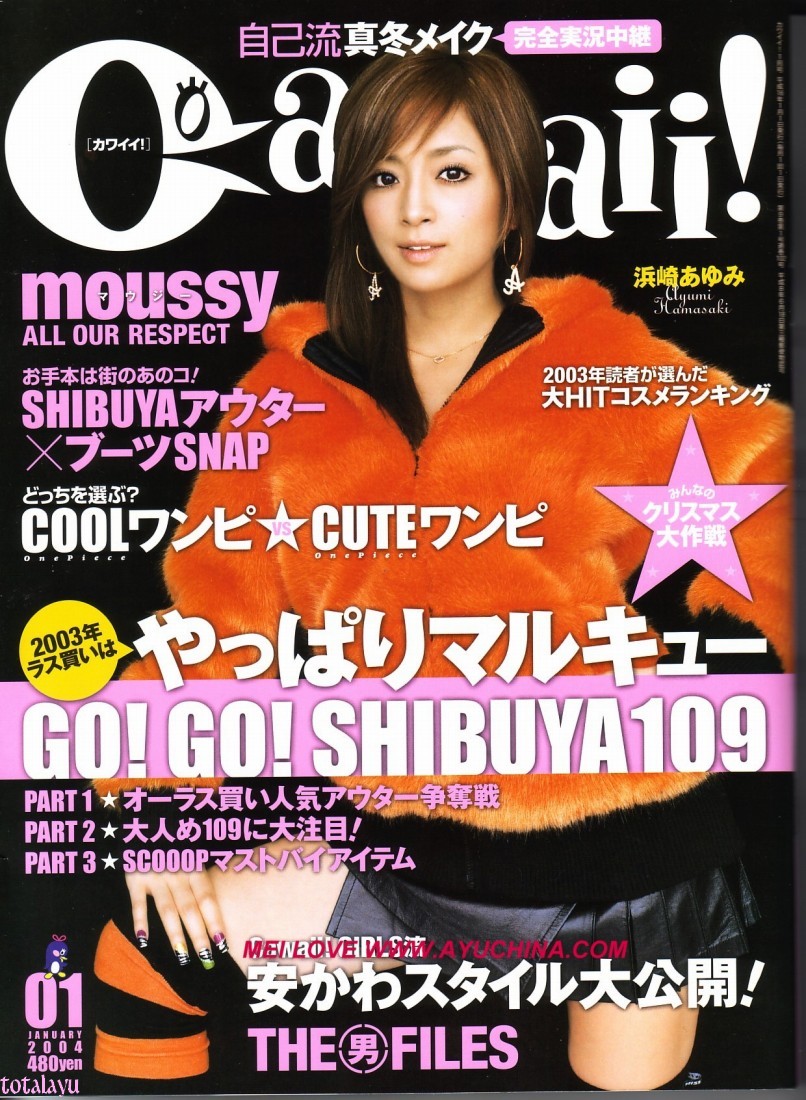 自己流真冬メイク 完全実況中継
Cawaii!
[カワイイ!]
moussy
マウジー
ALL OUR RESPECT
浜崎あゆみ
Ayumi
Hamasaki
お手本は街のあのコ!
SHIBUYAアウター
×ブーツSNAP
2003年読者が選んだ
大HITコスメランキング
どっちを選ぶ?
COOLワンピ★VS CUTEワンピ
OnePiece OnePiece
みんなの
クリスマス
大作戦
2003年
ラス買いは
やっぱりマルキュー
GO! GO! SHIBUYA109
PART 1★オーラス買い人気アウター争奪戦
PART 2★大人め109に大注目!
PART 3★SCOOOPマストバイアイテム
MEI LOVE WWW.AYUCHINA.COM
安かわスタイル大公開!
THE男FILES
01
JANUARY
2004
480yen
totalayu